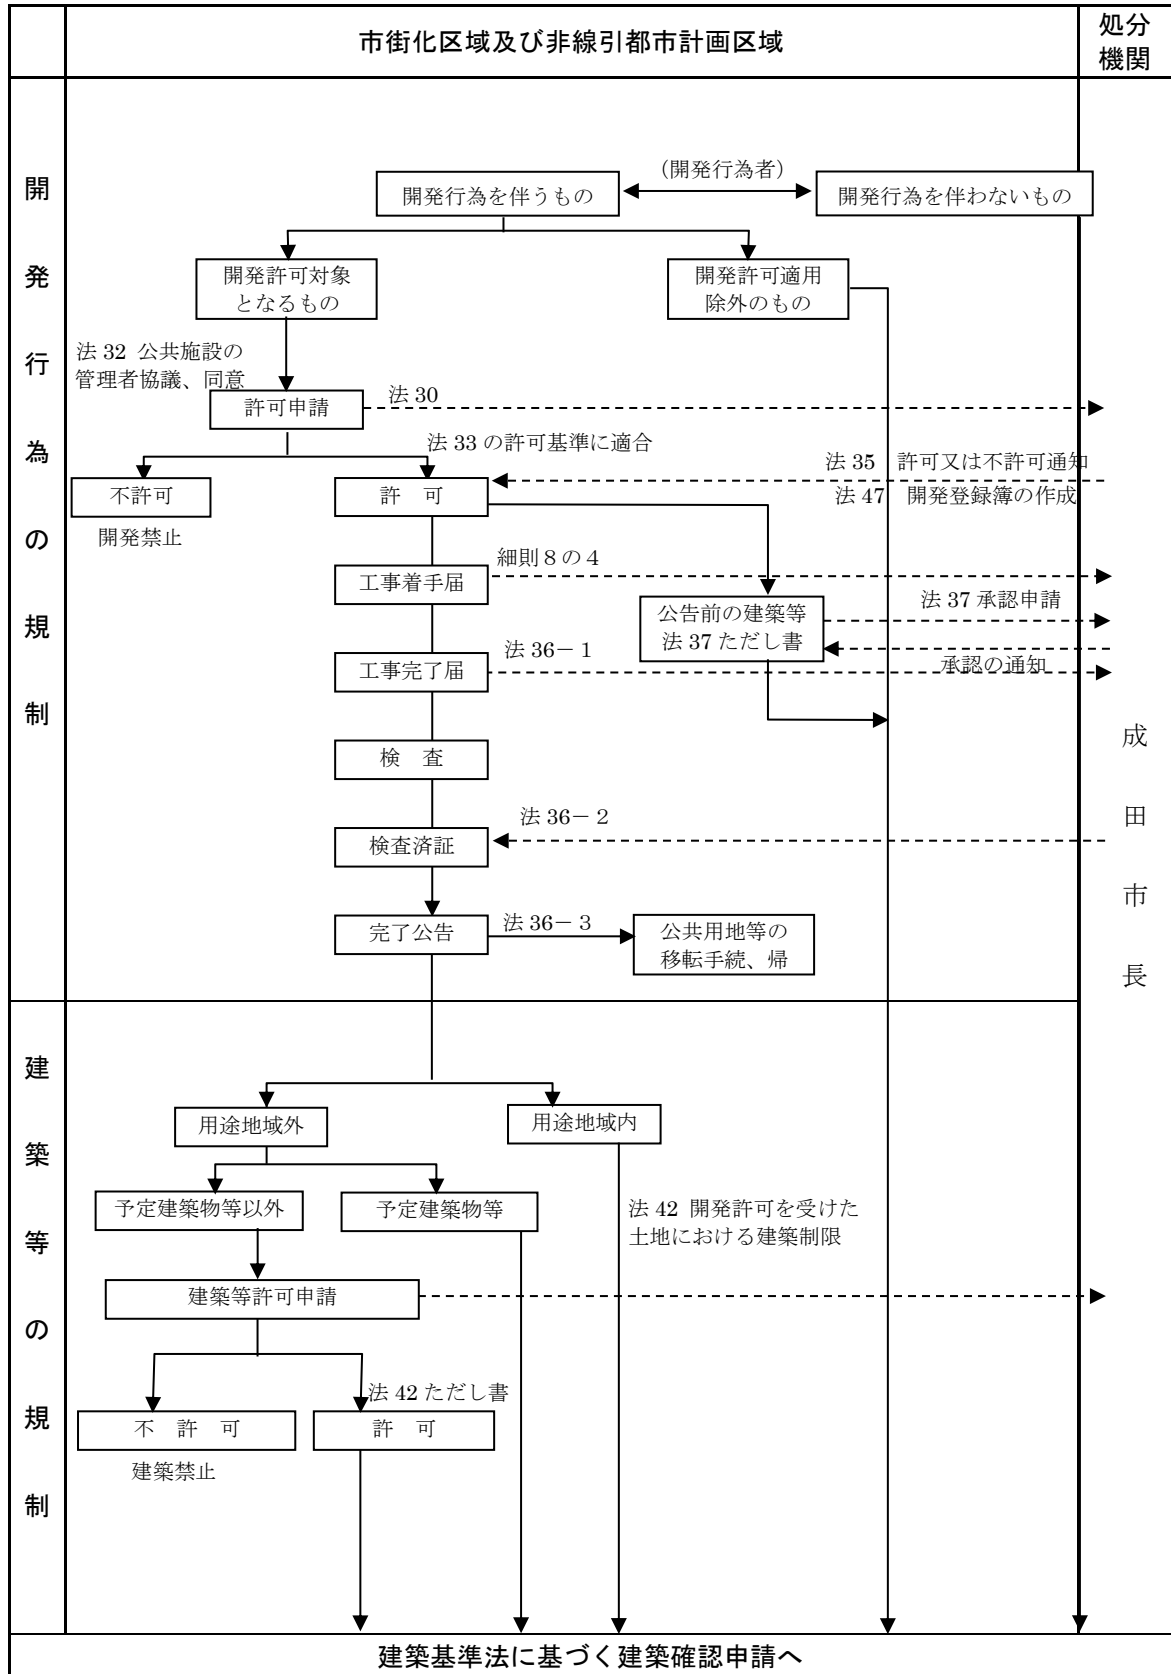 市街化区域及び非線引都市計画区域
処分
機関
開発行為の規制
(開発行為者)
開発行為を伴うもの
開発行為を伴わないもの
開発許可対象
となるもの
開発許可適用
除外のもの
法 32 公共施設の
管理者協議、同意
許可申請
法 30
法 33 の許可基準に適合
法 35 許可又は不許可通知
不許可
許 可
法 47 開発登録簿の作成
開発禁止
細則８の４
工事着手届
公告前の建築等
法 37 ただし書
法 37 承認申請
法 36－１
承認の通知
工事完了届
検 査
法 36－２
検査済証
完了公告
法 36－３
公共用地等の
移転手続、帰
成田市長
建築等の規制
用途地域外
用途地域内
予定建築物等以外
予定建築物等
法 42 開発許可を受けた
土地における建築制限
建築等許可申請
法 42 ただし書
不 許 可
許 可
建築禁止
建築基準法に基づく建築確認申請へ